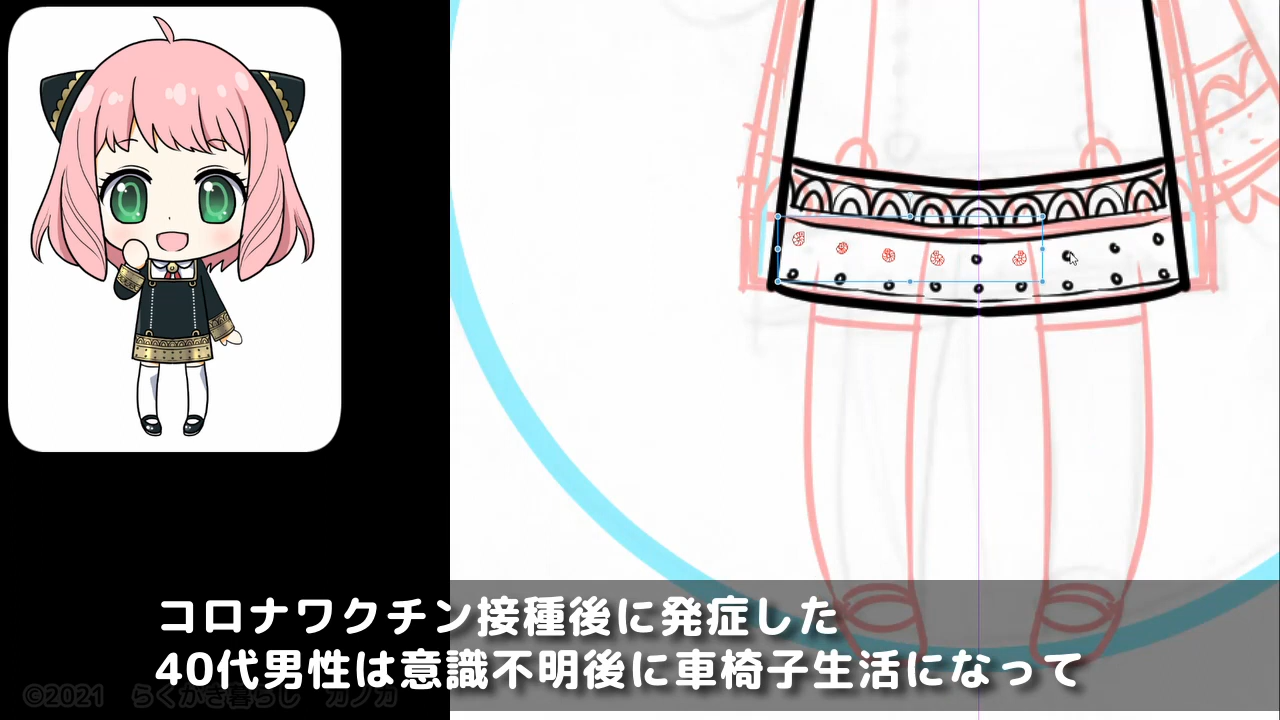 コロナワクチン接種後に発症した
40代男性は意識不明後に車椅子生活になって
©2021 らくがき暮らし カノカ